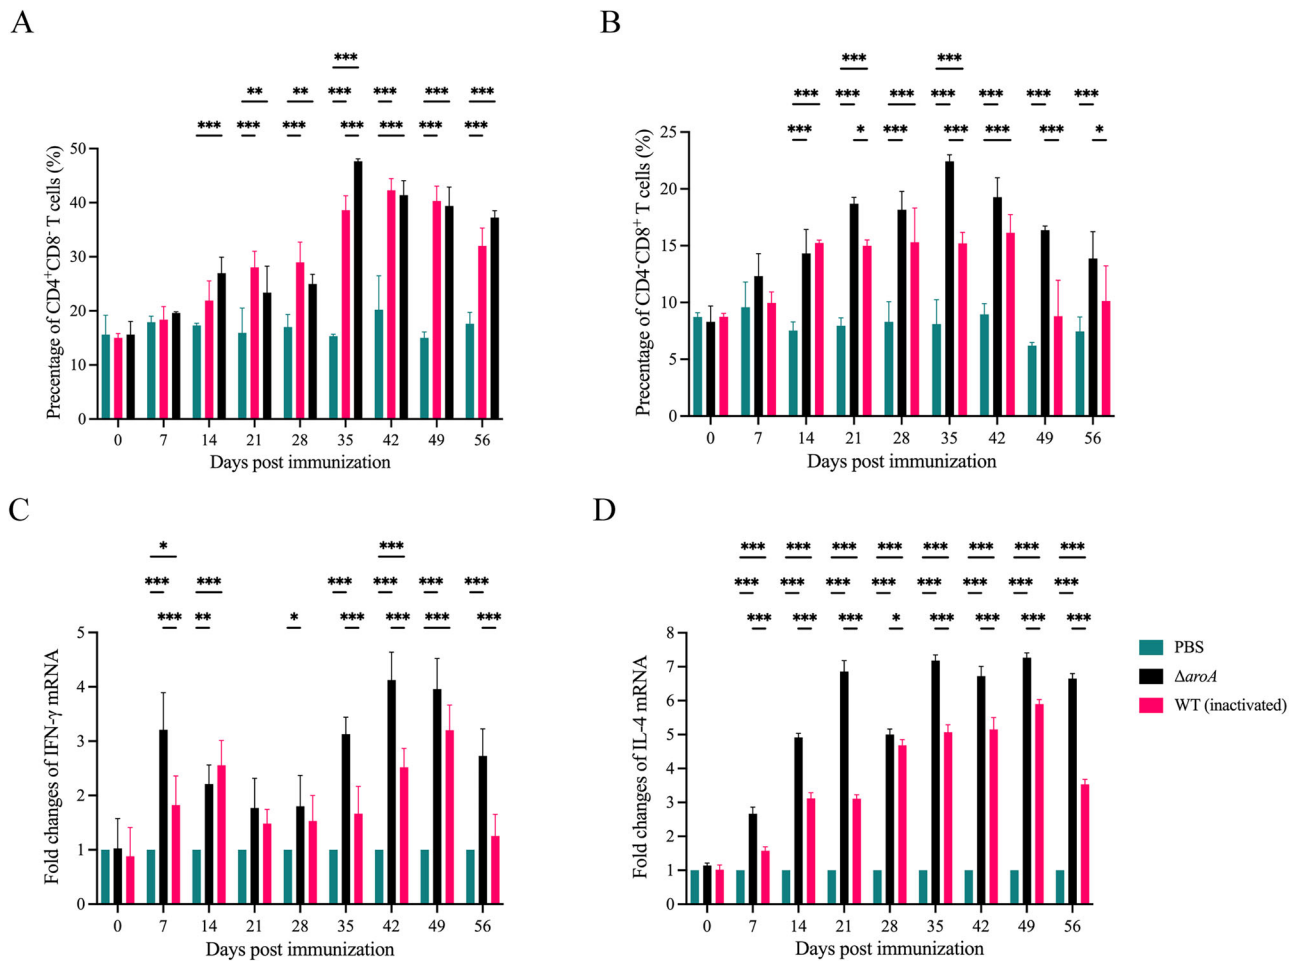 A
B
***
** ** *** *** *** ***
*** *** *** *** *** *** ***
*** ***
*** *** *** *** *** *** ***
*** * *** *** *** *** *** *
Precentage of CD4⁺CD8⁻ T cells (%)
50
40
30
20
10
0
0 7 14 21 28 35 42 49 56
Days post immunization
Precentage of CD4⁻CD8⁺ T cells (%)
25
20
15
10
5
0
0 7 14 21 28 35 42 49 56
Days post immunization
C
D
* ***
*** *** *** *** *** ***
*** ** * *** *** *** ***
*** *** *** *** *** *** *** ***
*** *** *** *** *** *** *** ***
*** *** *** * *** *** *** ***
Fold changes of IFN-γ mRNA
5
4
3
2
1
0
0 7 14 21 28 35 42 49 56
Days post immunization
Fold changes of IL-4 mRNA
8
7
6
5
4
3
2
1
0
0 7 14 21 28 35 42 49 56
Days post immunization
PBS
ΔaroA
WT (inactivated)